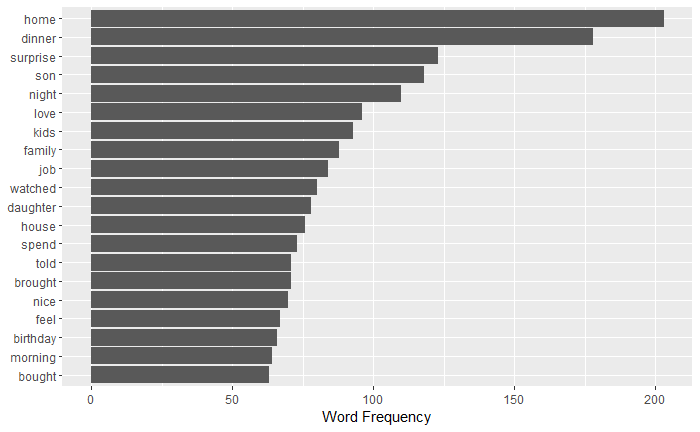 home
dinner
surprise
son
night
love
kids
family
job
watched
daughter
house
spend
told
brought
nice
feel
birthday
morning
bought
0 50 100 150 200
Word Frequency